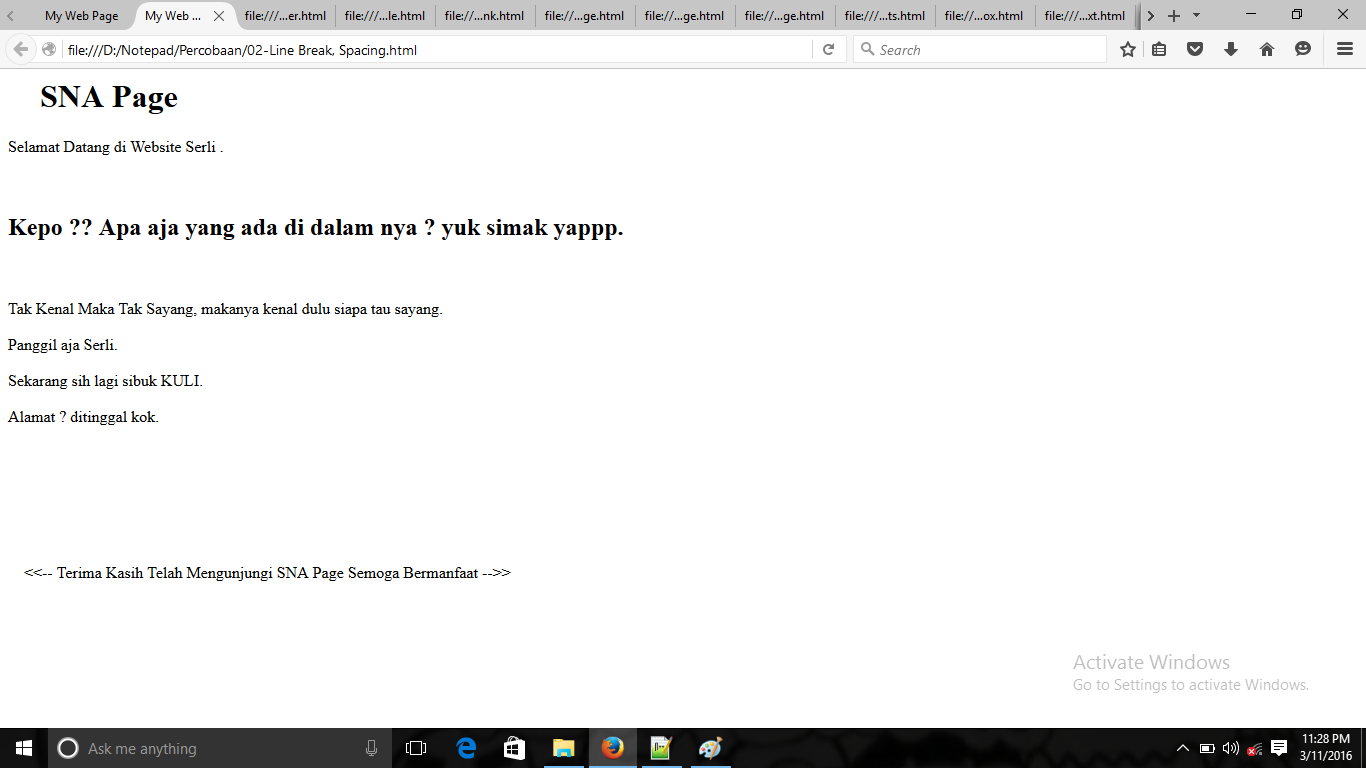 My Web Page
My Web ...
file:///...er.html
file:///...le.html
file://...nk.html
file://...ge.html
file://...ge.html
file://...ge.html
file:///...ts.html
file://...ox.html
file:///...xt.html
file:///D:/Notepad/Percobaan/02-Line Break, Spacing.html
Search
SNA Page
Selamat Datang di Website Serli .
Kepo ?? Apa aja yang ada di dalam nya ? yuk simak yappp.
Tak Kenal Maka Tak Sayang, makanya kenal dulu siapa tau sayang.
Panggil aja Serli.
Sekarang sih lagi sibuk KULI.
Alamat ? ditinggal kok.
<<-- Terima Kasih Telah Mengunjungi SNA Page Semoga Bermanfaat -->>
Activate Windows
Go to Settings to activate Windows.
Ask me anything
11:28 PM
3/11/2016